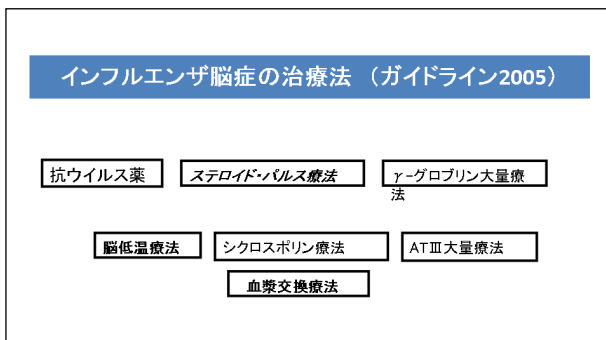 インフルエンザ脳症の治療法 （ガイドライン2005）
抗ウイルス薬
ステロイド・パルス療法
γ-グロブリン大量療
法
脳低温療法
シクロスポリン療法
ATⅢ大量療法
血漿交換療法